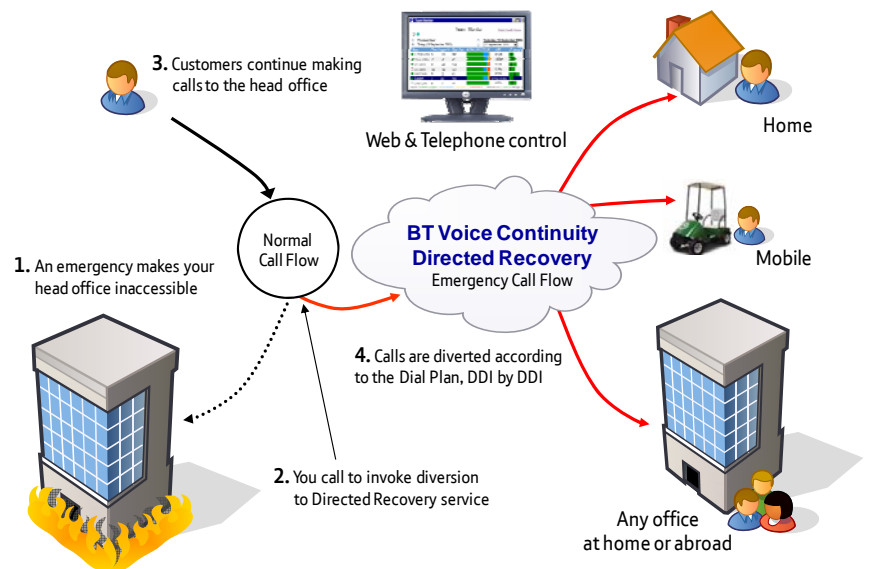 3. Customers continue making
calls to the head office
Web & Telephone control
Home
Normal
Call Flow
BT Voice Continuity
Directed Recovery
Emergency Call Flow
Mobile
1. An emergency makes your
head office inaccessible
4. Calls are diverted according
to the Dial Plan, DDI by DDI
2. You call to invoke diversion
to Directed Recovery service
Any office
at home or abroad